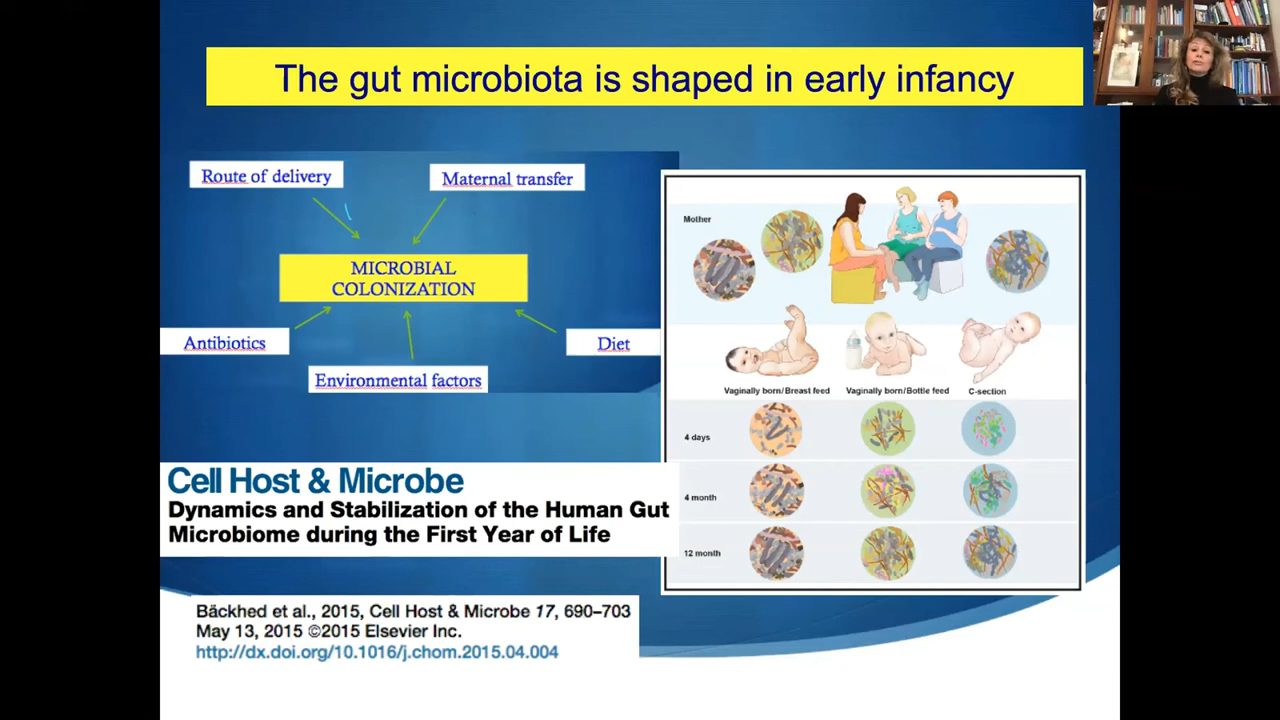 The gut microbiota is shaped in early infancy
Route of delivery
Maternal transfer
MICROBIAL
COLONIZATION
Antibiotics
Diet
Environmental factors
Mother
Vaginally born/Breast feed
Vaginally born/Bottle feed
C-section
4 days
4 month
12 month
Cell Host & Microbe
Dynamics and Stabilization of the Human Gut
Microbiome during the First Year of Life
Bäckhed et al., 2015, Cell Host & Microbe 17, 690–703
May 13, 2015 ©2015 Elsevier Inc.
http://dx.doi.org/10.1016/j.chom.2015.04.004